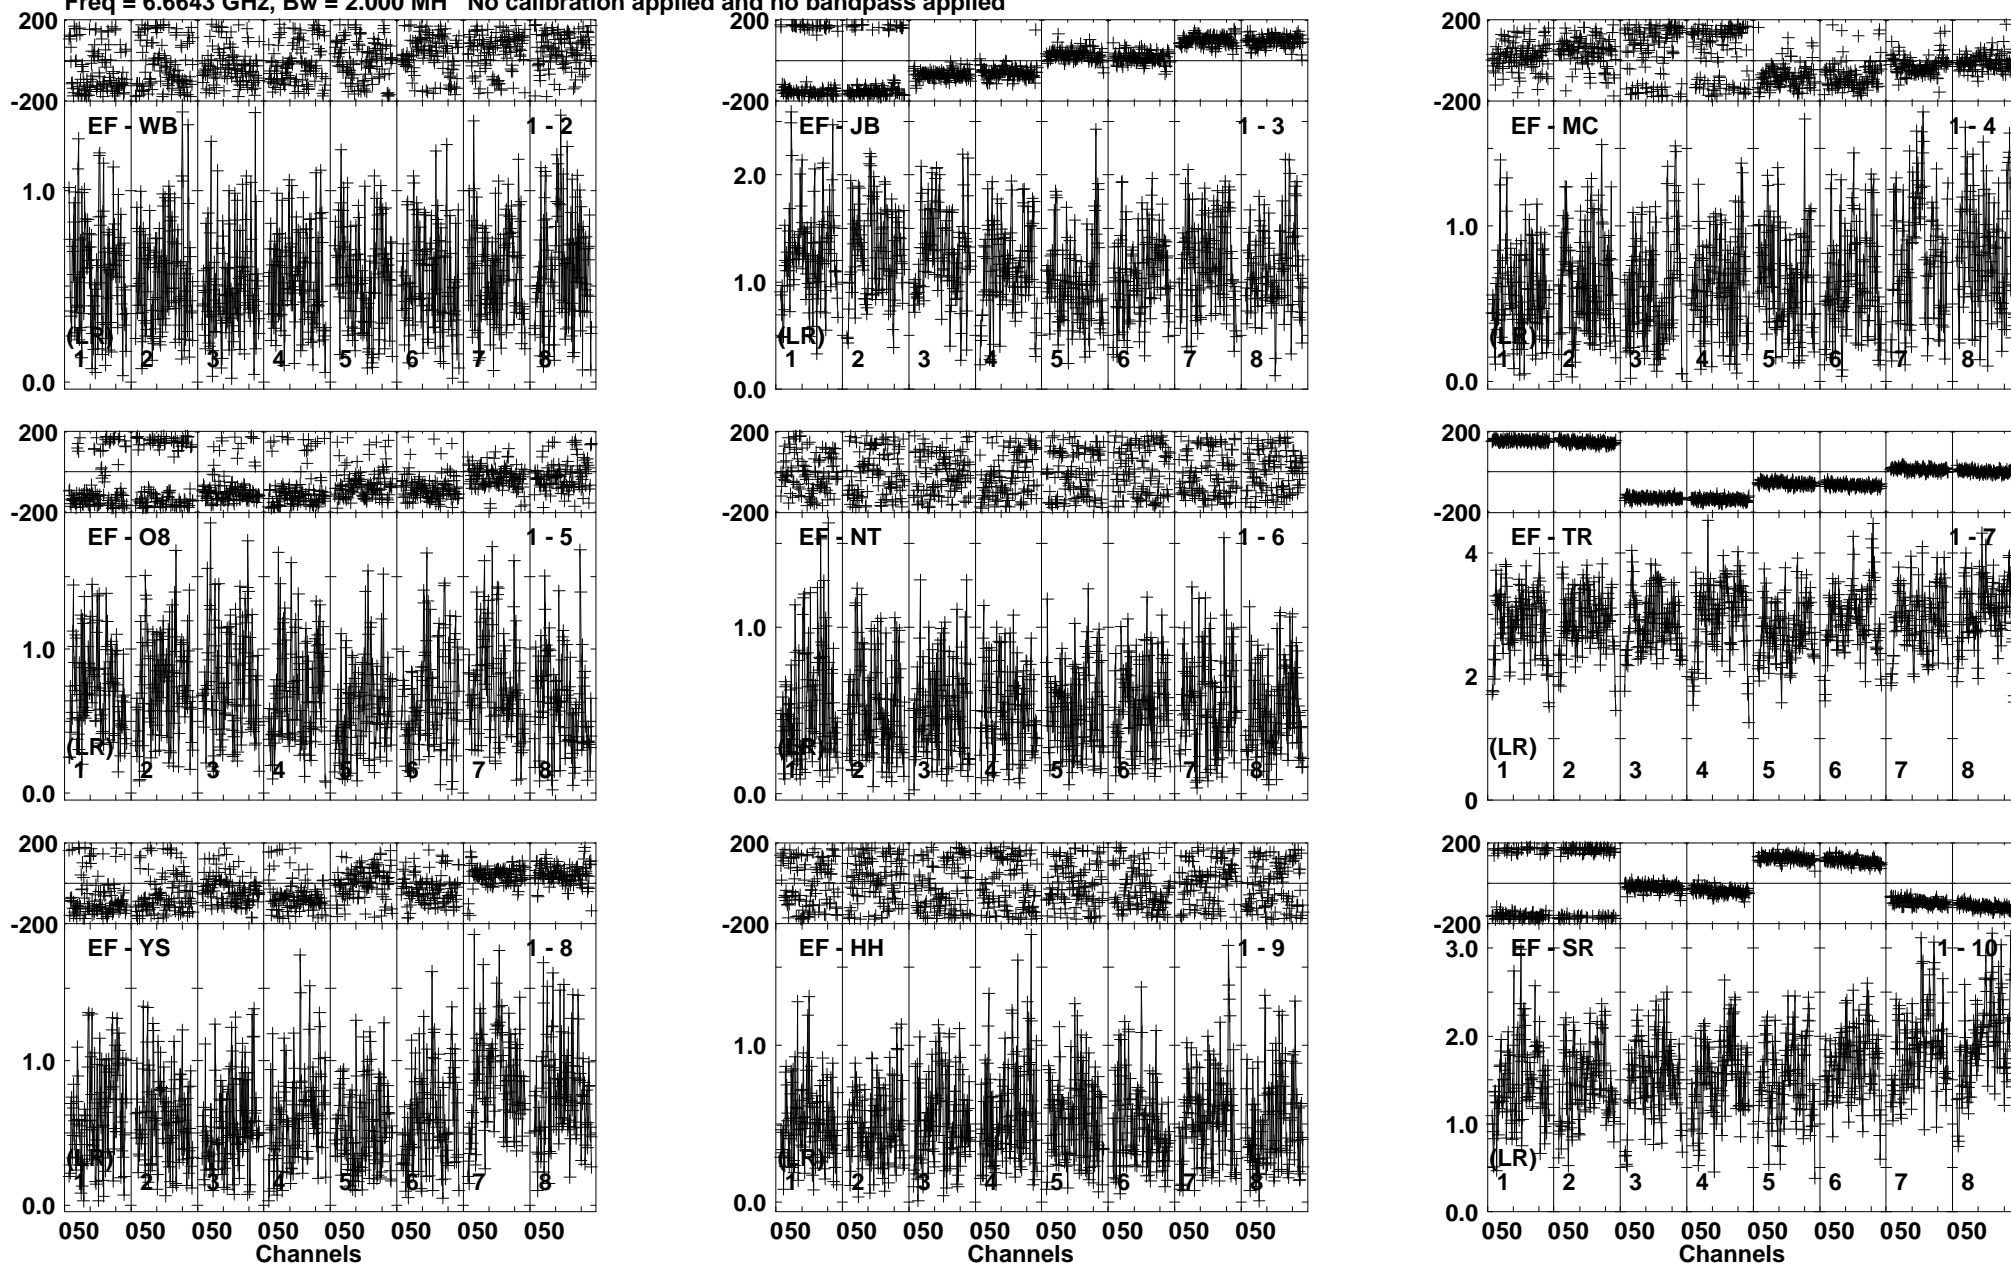 Freq = 6.6643 GHz, Bw = 2.000 MH No calibration applied and no bandpass applied
200 200 200
-200 -200 -200
EF - WB 1 - 2 EF - JB 1 - 3 EF - MC 1 - 4
1.0 2.0 1.0
1.0
(LR) (LR) (LR)
1 2 3 4 5 6 7 8 1 2 3 4 5 6 7 8 1 2 3 4 5 6 7 8
0.0 0.0 0.0
200 200 200
-200 -200 -200
EF - O8 1 - 5 EF - NT 1 - 6 EF - TR 1 - 7
1.0 1.0 4
2
(LR) (LR) (LR)
1 2 3 4 5 6 7 8 1 2 3 4 5 6 7 8 1 2 3 4 5 6 7 8
0.0 0.0 0
200 200 200
-200 -200 -200
EF - YS 1 - 8 EF - HH 1 - 9 EF - SR 1 - 10
1.0 1.0 3.0
2.0
1.0
(LR) (LR) (LR)
1 2 3 4 5 6 7 8 1 2 3 4 5 6 7 8 1 2 3 4 5 6 7 8
0.0 0.0 0.0
050 050 050 050 050 050 050 050 050 050 050 050 050 050 050 050 050 050 050 050 050 050 050 050
Channels Channels Channels